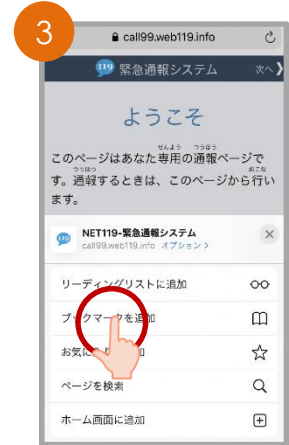 3
call99.web119.info
119 緊急通報システム 次へ
ようこそ
せんよう つうほう
このページはあなた専用の通報ページで
つうほう おこな
す。通報するときは、このページから行い
ます。
119 NET119-緊急通報システム
call99.web119.info オプション >
リーディングリストに追加
ブックマークを追加
お気に
ページを検索
ホーム画面に追加